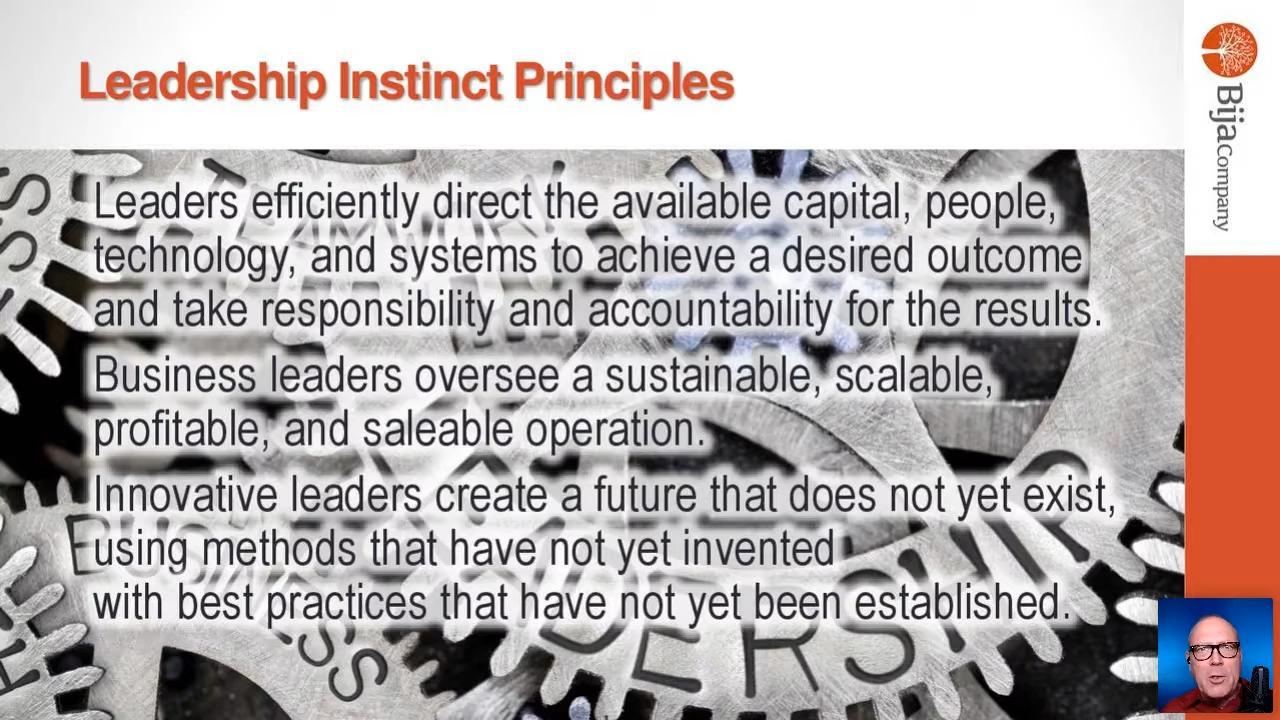 Leadership Instinct Principles
Leaders efficiently direct the available capital, people,
technology, and systems to achieve a desired outcome
and take responsibility and accountability for the results.
Business leaders oversee a sustainable, scalable,
profitable, and saleable operation.
Innovative leaders create a future that does not yet exist,
using methods that have not yet invented
with best practices that have not yet been established.
Bija Company
BUSINESS
LEADERSHIP